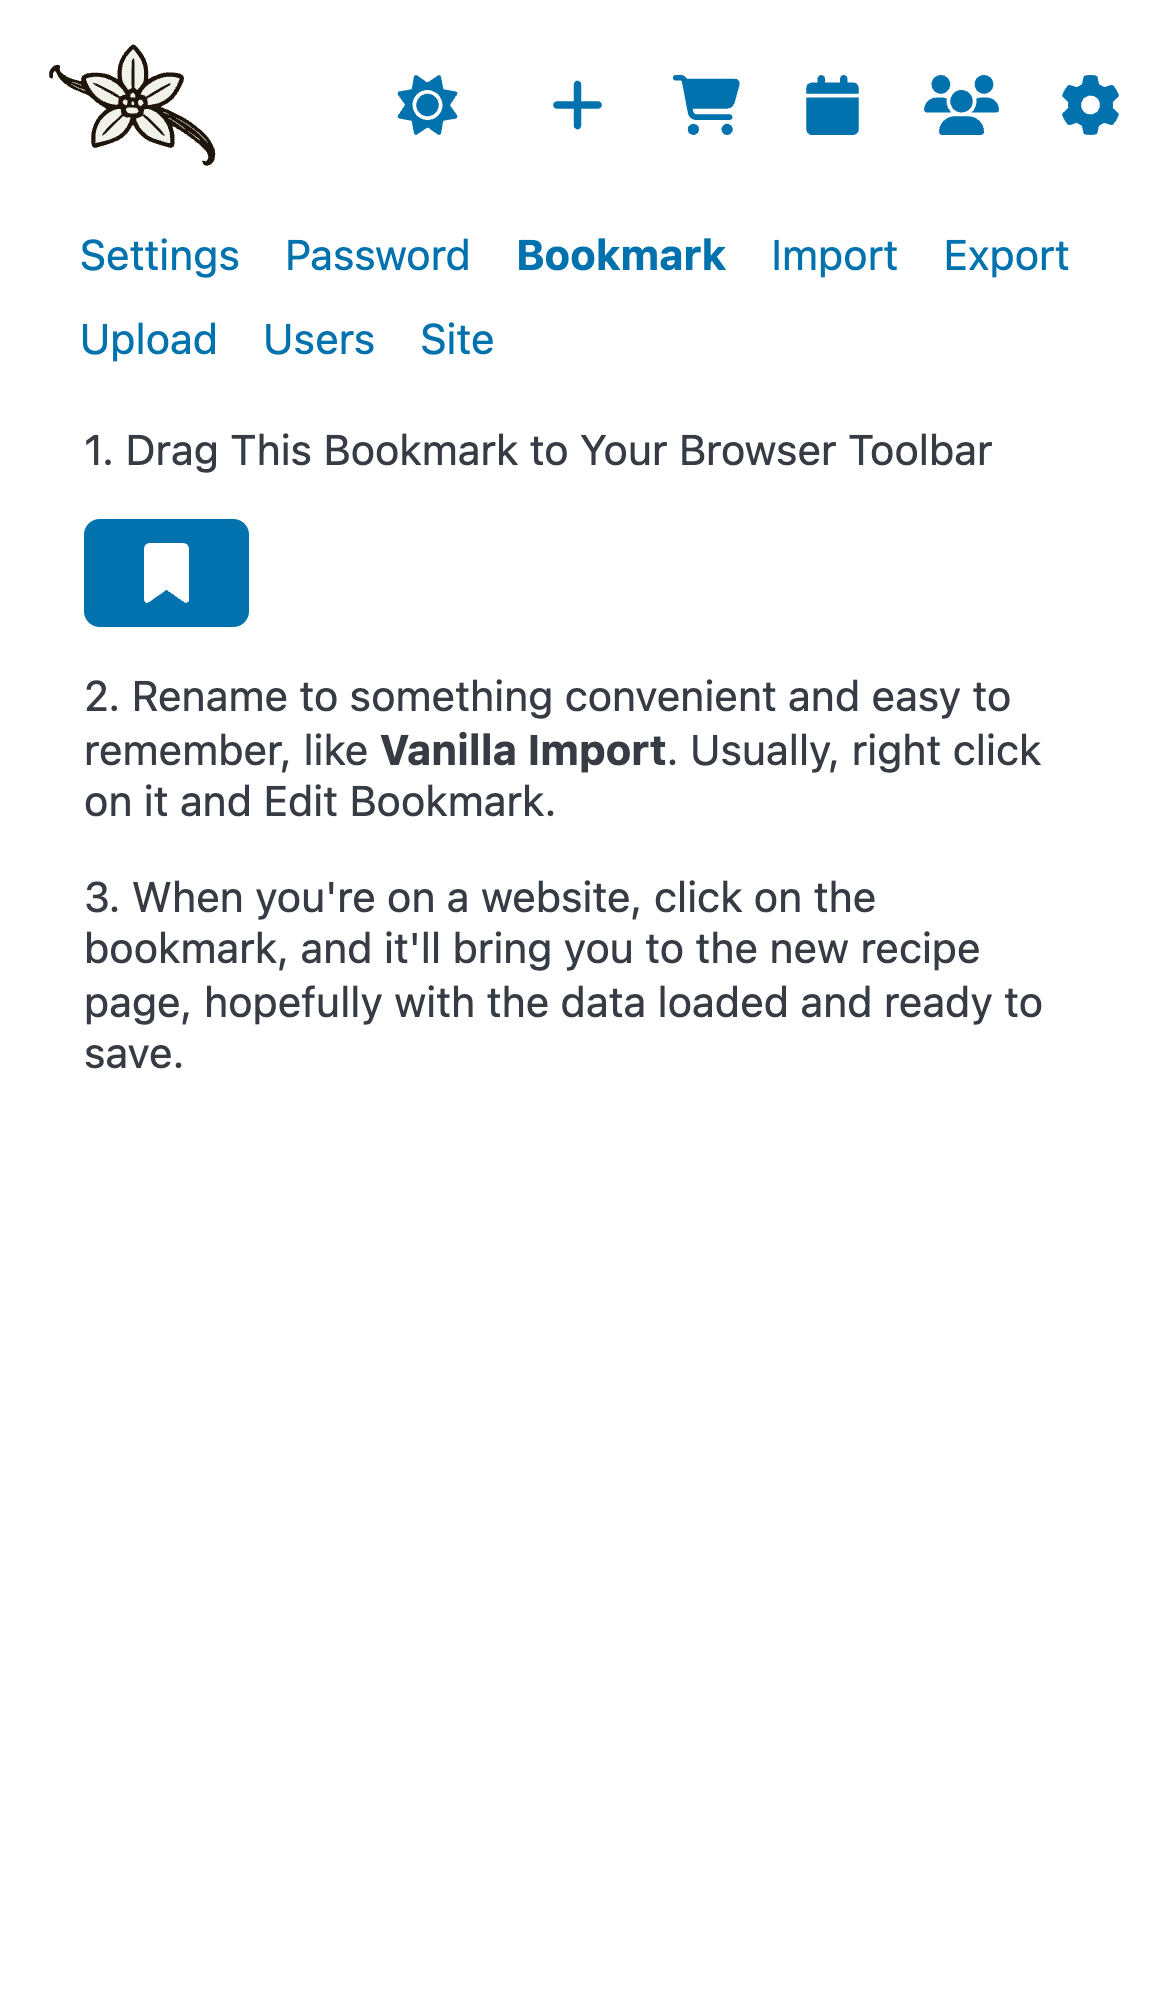 Settings Password Bookmark Import Export
Upload Users Site
1. Drag This Bookmark to Your Browser Toolbar
2. Rename to something convenient and easy to
remember, like Vanilla Import. Usually, right click
on it and Edit Bookmark.
3. When you're on a website, click on the
bookmark, and it'll bring you to the new recipe
page, hopefully with the data loaded and ready to
save.